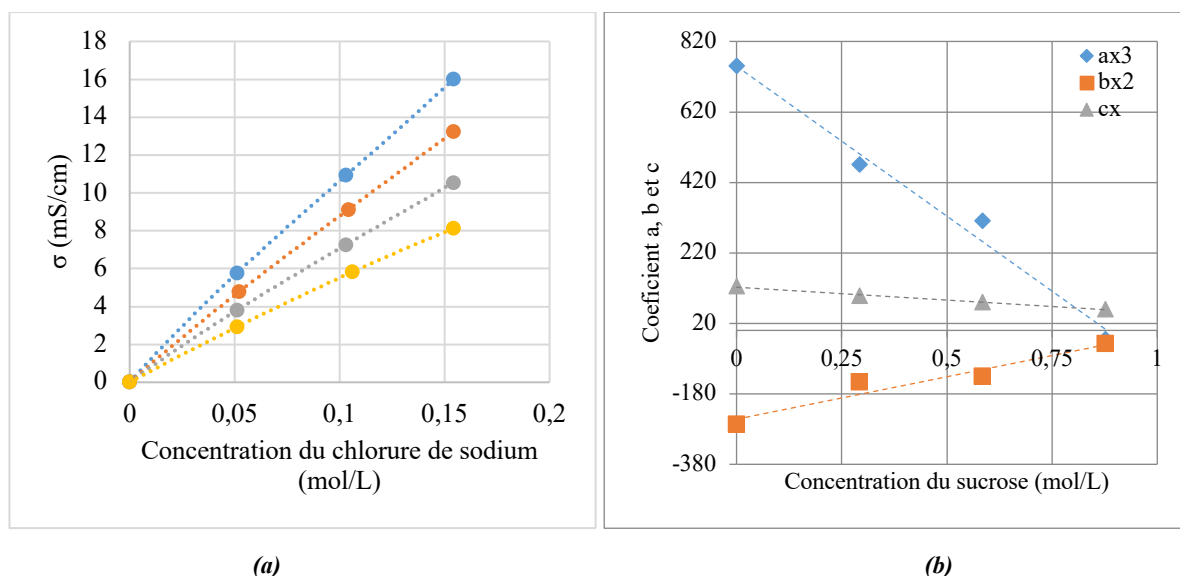 18
16
14
12
10
8
6
4
2
0
σ (mS/cm)
0
0,05
0,1
0,15
0,2
Concentration du chlorure de sodium
(mol/L)
(a)
820
620
420
220
20
-180
-380
Coeficient a, b et c
ax3
bx2
cx
0
0,25
0,5
0,75
1
Concentration du sucrose (mol/L)
(b)